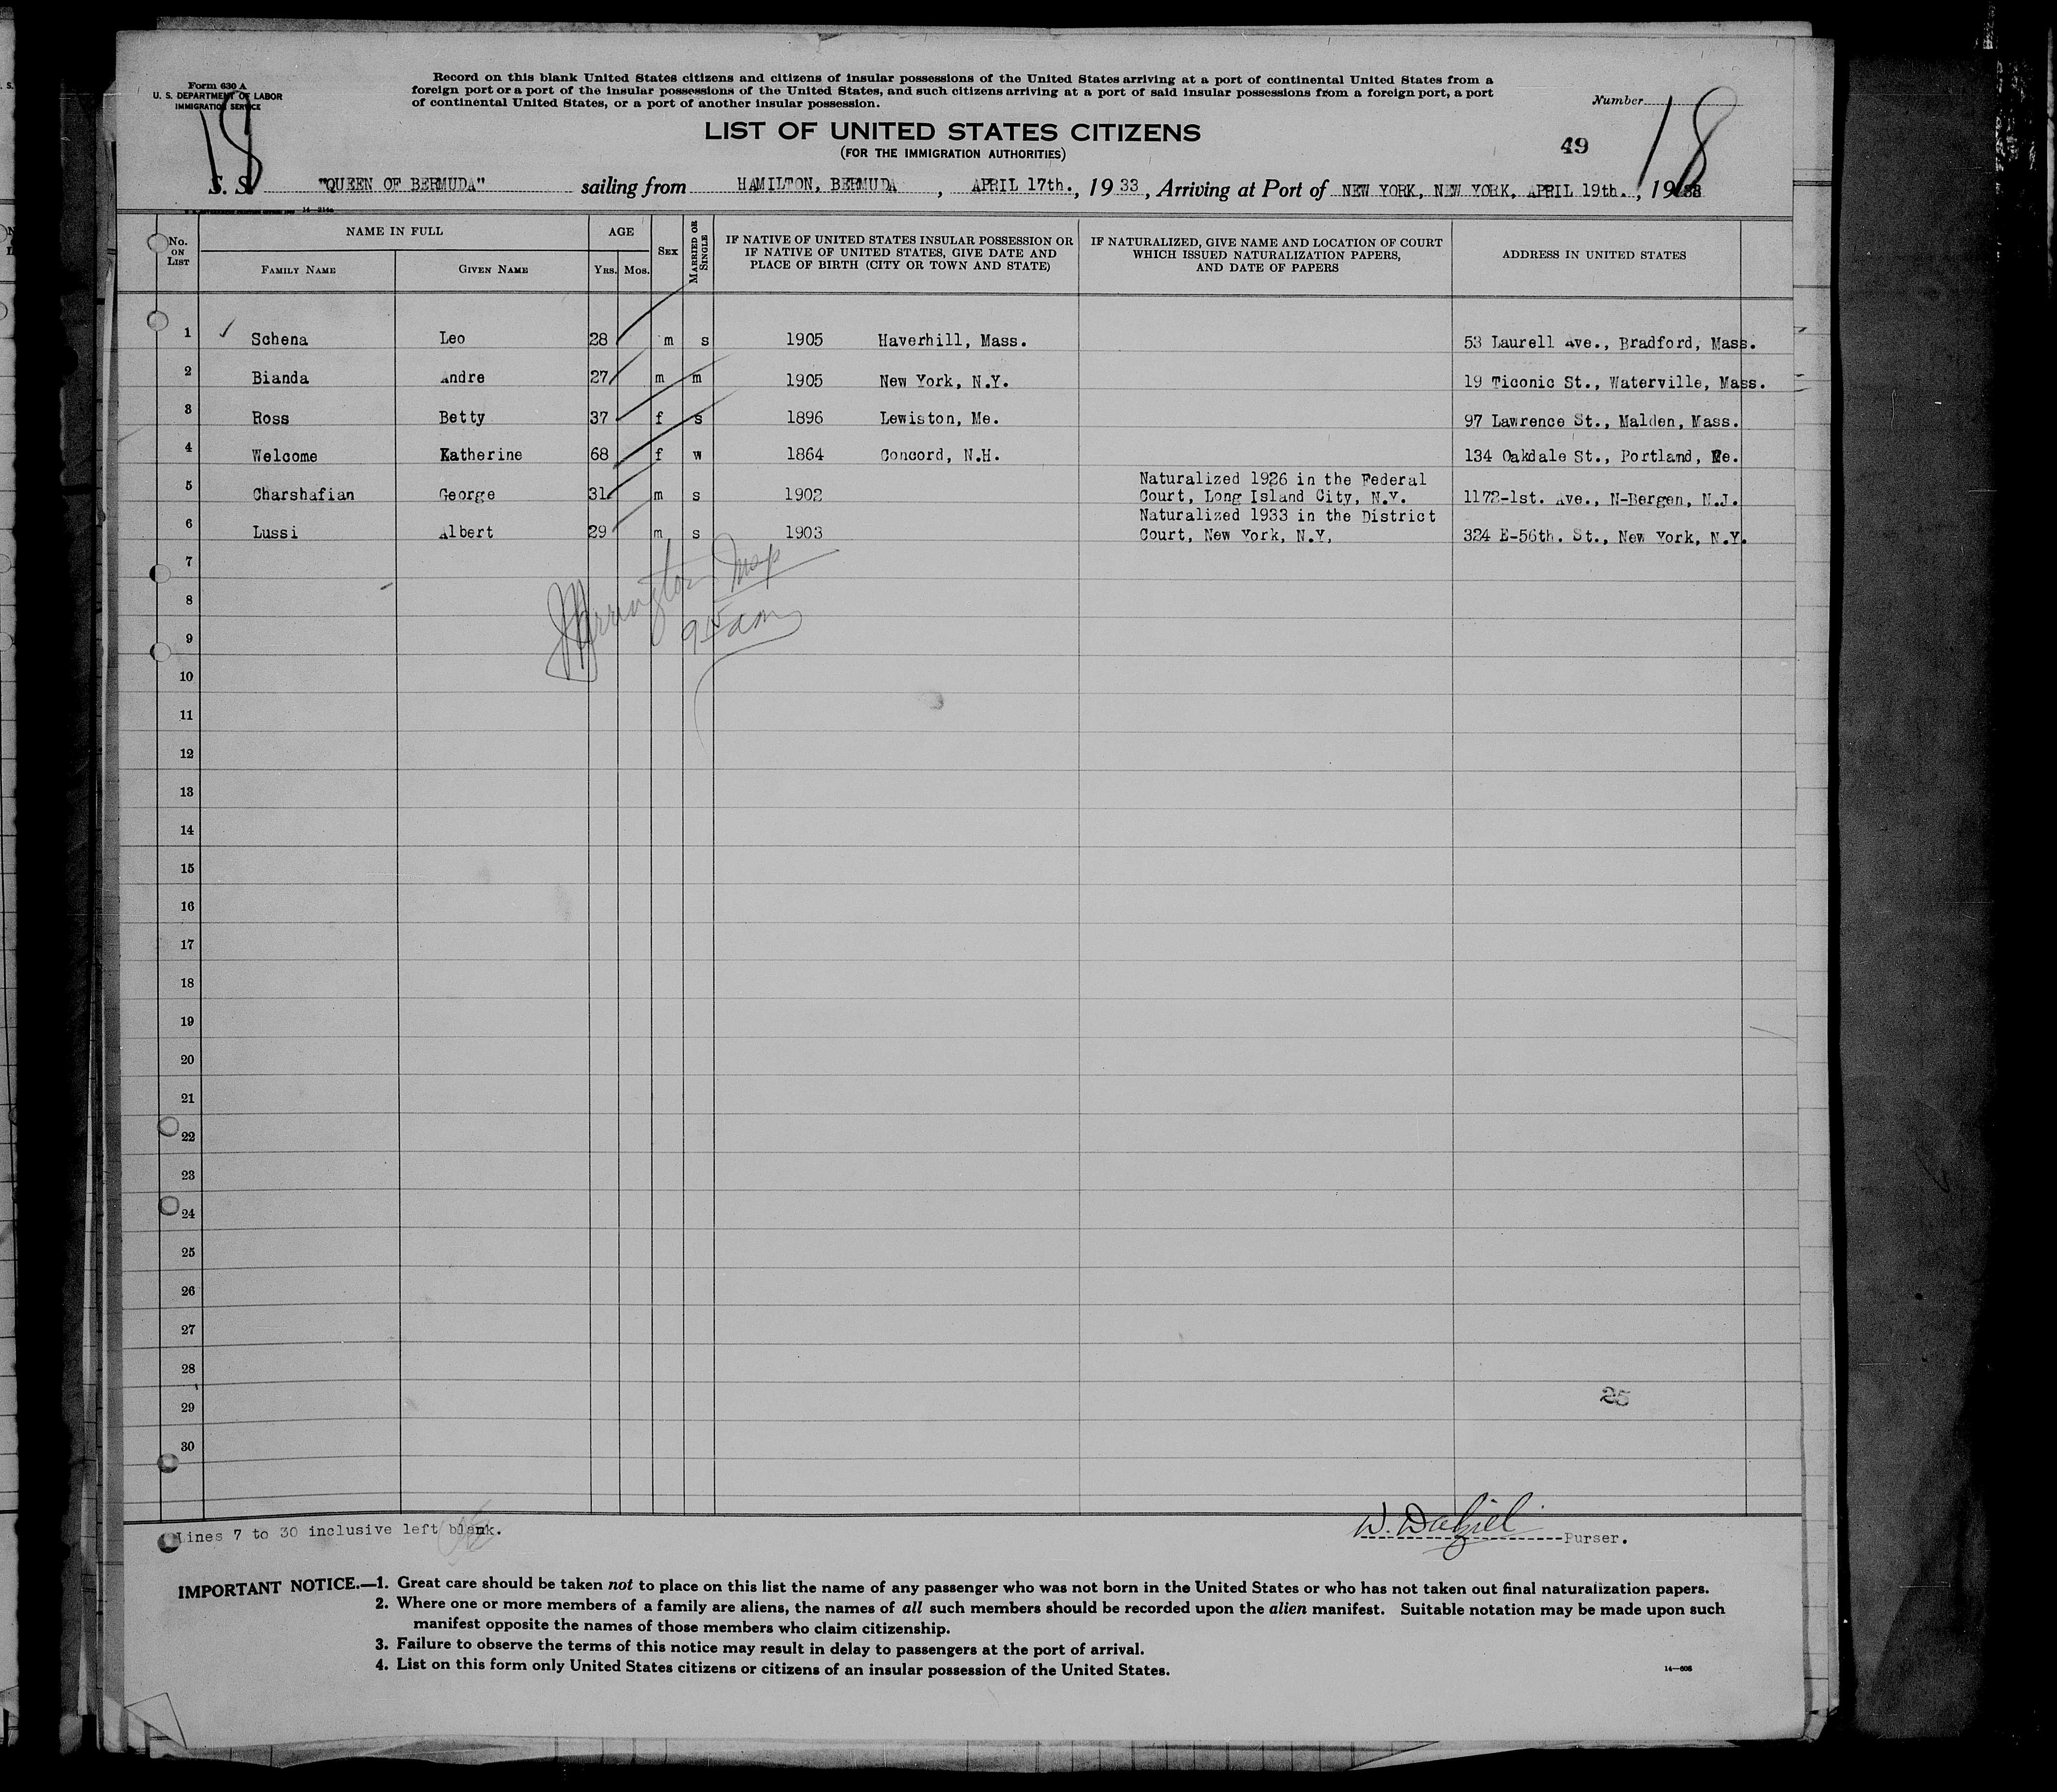 Form 630 A
U. S. DEPARTMENT OF LABOR
IMMIGRATION SERVICE
Record on this blank United States citizens and citizens of insular possessions of the United States arriving at a port of continental United States from a
foreign port or a port of the insular possessions of the United States, and such citizens arriving at a port of said insular possessions from a foreign port, a port
of continental United States, or a port of another insular possession.
Number
18
18
LIST OF UNITED STATES CITIZENS
(FOR THE IMMIGRATION AUTHORITIES)
49
S. S. "QUEEN OF BERMUDA" sailing from HAMILTON, BERMUDA , APRIL 17th., 19 33, Arriving at Port of NEW YORK, NEW YORK, APRIL 19th. , 1933
No. ON LIST NAME IN FULL AGE SEX MARRIED OR SINGLE IF NATIVE OF UNITED STATES INSULAR POSSESSION OR IF NATIVE OF UNITED STATES, GIVE DATE AND PLACE OF BIRTH (CITY OR TOWN AND STATE) IF NATURALIZED, GIVE NAME AND LOCATION OF COURT WHICH ISSUED NATURALIZATION PAPERS, AND DATE OF PAPERS ADDRESS IN UNITED STATES
FAMILY NAME GIVEN NAME YRS. MOS.
1 Schena Leo 28 m s 1905 Haverhill, Mass. 53 Laurell Ave., Bradford, Mass.
2 Bianda Andre 27 m m 1905 New York, N.Y. 19 Ticonic St., Waterville, Mass.
3 Ross Betty 37 f s 1896 Lewiston, Me. 97 Lawrence St., Malden, Mass.
4 Welcome Katherine 68 f w 1864 Concord, N.H. 134 Oakdale St., Portland, Me.
5 Charshafian George 31 m s 1902 Naturalized 1926 in the Federal Court, Long Island City, N.Y. 1172-1st. Ave., N-Bergen, N.J.
6 Lussi Albert 29 m s 1903 Naturalized 1933 in the District Court, New York, N.Y, 324 E-56th. St., New York, N.Y.
7
8
9
10
11
12
13
14
15
16
17
18
19
20
21
22
23
24
25
26
27
28
29
30
25
Lines 7 to 30 inclusive left blank.
W. Dalziel Purser.
IMPORTANT NOTICE.—1. Great care should be taken not to place on this list the name of any passenger who was not born in the United States or who has not taken out final naturalization papers.
2. Where one or more members of a family are aliens, the names of all such members should be recorded upon the alien manifest. Suitable notation may be made upon such
manifest opposite the names of those members who claim citizenship.
3. Failure to observe the terms of this notice may result in delay to passengers at the port of arrival.
4. List on this form only United States citizens or citizens of an insular possession of the United States.
14—608